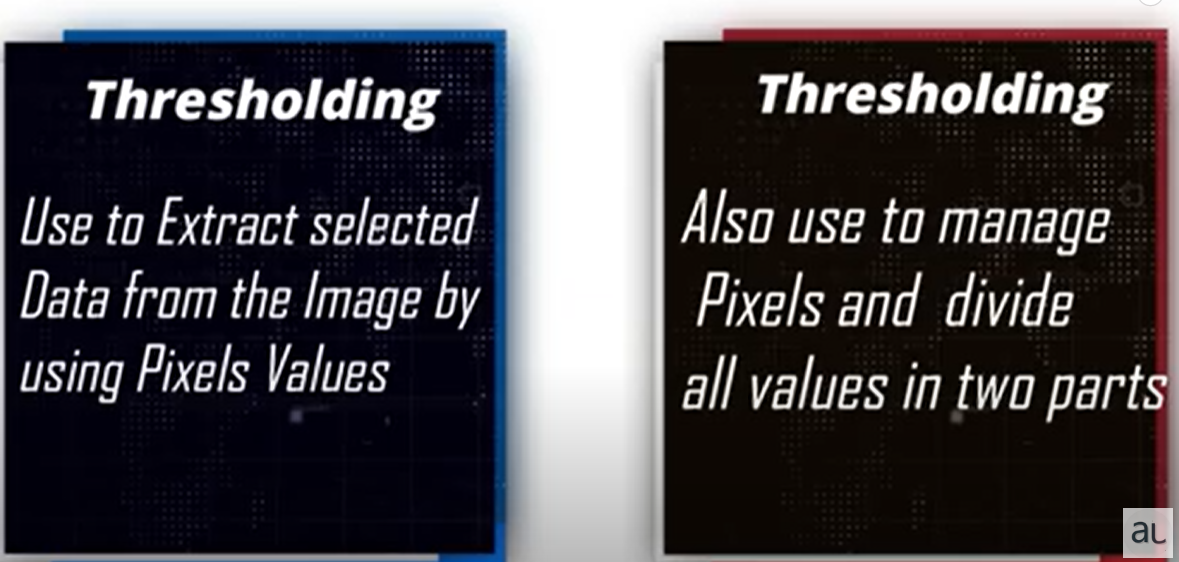 Thresholding
Use to Extract selected
Data from the Image by
using Pixels Values
Thresholding
Also use to manage
Pixels and divide
all values in two parts
au